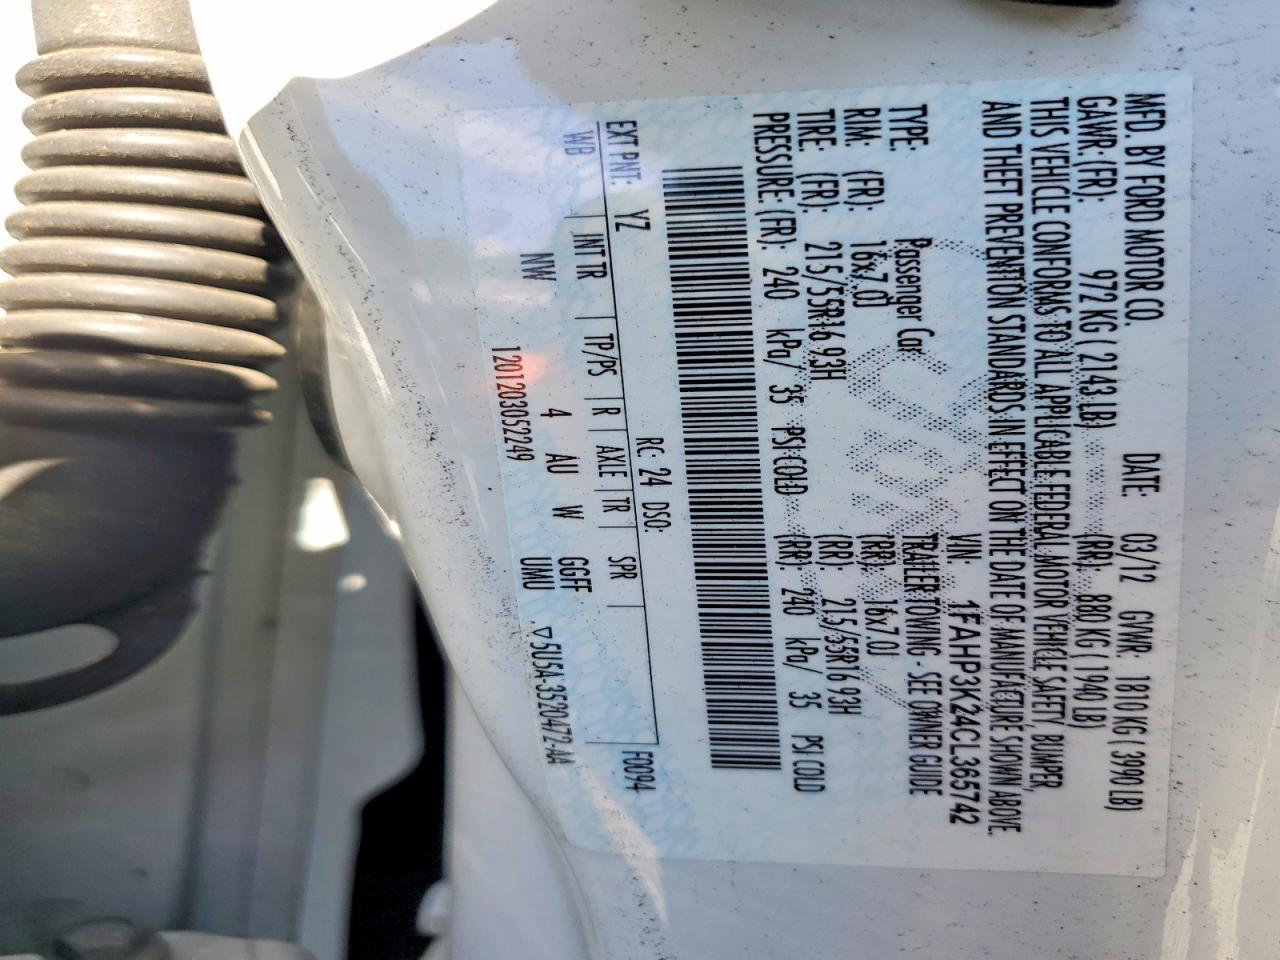 MFD. BY FORD MOTOR CO. DATE: 03/12 GVWR: 1810 KG ( 3990 LB)
GAWR: (FR): 972 KG ( 2143 LB) (RR): 880 KG ( 1940 LB)
THIS VEHICLE CONFORMS TO ALL APPLICABLE FEDERAL MOTOR VEHICLE SAFETY, BUMPER,
AND THEFT PREVENTION STANDARDS IN EFFECT ON THE DATE OF MANUFACTURE SHOWN ABOVE.
VIN: 1FAHP3K24CL365742
TYPE: Passenger Car TRAILER TOWING - SEE OWNER GUIDE
RIM: (FR): 16x7.0J (RR): 16x7.0J
TIRE: (FR): 215/55R16 93H (RR): 215/55R16 93H
PRESSURE: (FR): 240 kPa/ 35 PSI COLD (RR): 240 kPa/ 35 PSI COLD
EXT PNT: YZ RC: 24 DSO: F0094
WB INT TR TP/PS R AXLE TR SPR
NW 4 AU W GGFF
UMU
1201203052249 ▽5U5A-3520472-AA